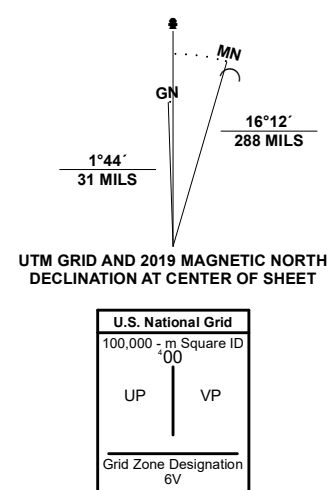 MN
GN
16°12´
288 MILS
1°44´
31 MILS
UTM GRID AND 2019 MAGNETIC NORTH
DECLINATION AT CENTER OF SHEET
U.S. National Grid
100,000 - m Square ID
⁴00
UP VP
Grid Zone Designation
6V